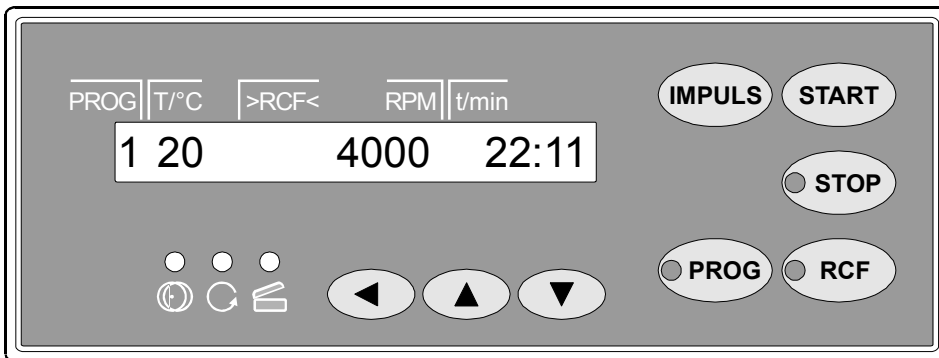 PROG T/°C >RCF< RPM t/min
1 20 4000 22:11
IMPULS START
STOP
PROG RCF